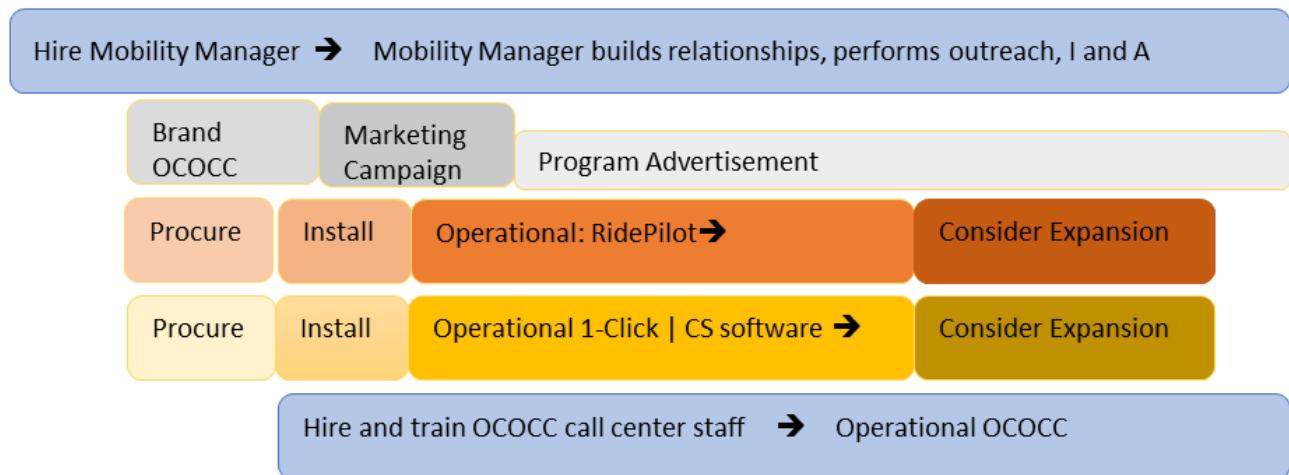 Hire Mobility Manager ➔ Mobility Manager builds relationships, performs outreach, I and A
Brand
OCOCC
Marketing
Campaign
Program Advertisement
Procure
Install
Operational: RidePilot➔
Consider Expansion
Procure
Install
Operational 1-Click | CS software ➔
Consider Expansion
Hire and train OCOCC call center staff ➔ Operational OCOCC